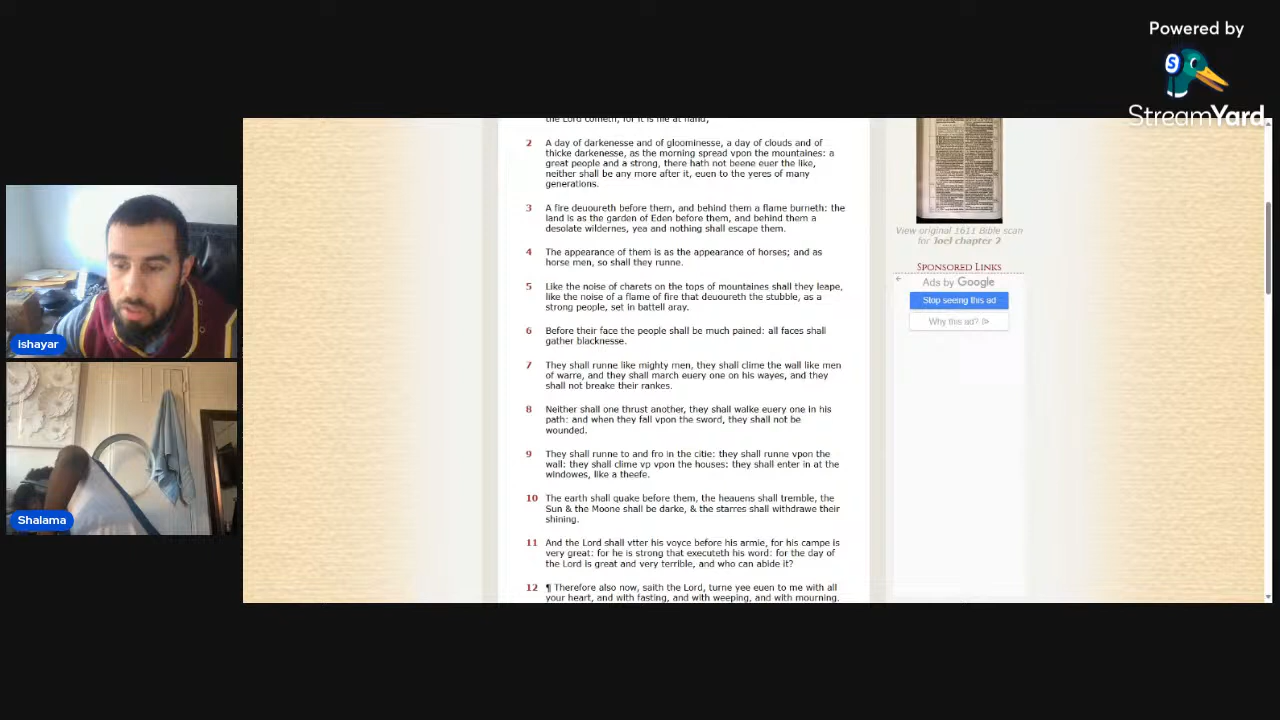 Powered by
StreamYard
the Lord cometh, for it is nie at hand;
2 A day of darkenesse and of gloominesse, a day of clouds and of
thicke darkenesse, as the morning spread vpon the mountaines: a
great people and a strong, there hath not beene euer the like,
neither shall be any more after it, euen to the yeres of many
generations.
3 A fire deuoureth before them, and behind them a flame burneth: the
land is as the garden of Eden before them, and behind them a
desolate wildernes, yea and nothing shall escape them.
4 The appearance of them is as the appearance of horses; and as
horse men, so shall they runne.
5 Like the noise of charets on the tops of mountaines shall they leape,
like the noise of a flame of fire that deuoureth the stubble, as a
strong people, set in battell aray.
6 Before their face the people shall be much pained: all faces shall
gather blacknesse.
7 They shall runne like mighty men, they shall clime the wall like men
of warre, and they shall march euery one on his wayes, and they
shall not breake their rankes.
8 Neither shall one thrust another, they shall walke euery one in his
path: and when they fall vpon the sword, they shall not be
wounded.
9 They shall runne to and fro in the citie: they shall runne vpon the
wall: they shall clime vp vpon the houses: they shall enter in at the
windowes, like a theefe.
10 The earth shall quake before them, the heauens shall tremble, the
Sun & the Moone shall be darke, & the starres shall withdrawe their
shining.
11 And the Lord shall vtter his voyce before his armie, for his campe is
very great: for he is strong that executeth his word: for the day of
the Lord is great and very terrible, and who can abide it?
12 ¶ Therefore also now, saith the Lord, turne yee euen to me with all
your heart, and with fasting, and with weeping, and with mourning.
View original 1611 Bible scan
for Joel chapter 2
Sponsored Links
Ads by Google
Stop seeing this ad
Why this ad?
ishayar
Shalama